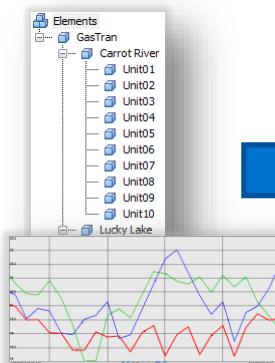 Elements
GasTran
Carrot River
Unit01
Unit02
Unit03
Unit04
Unit05
Unit06
Unit07
Unit08
Unit09
Unit10
Lucky Lake